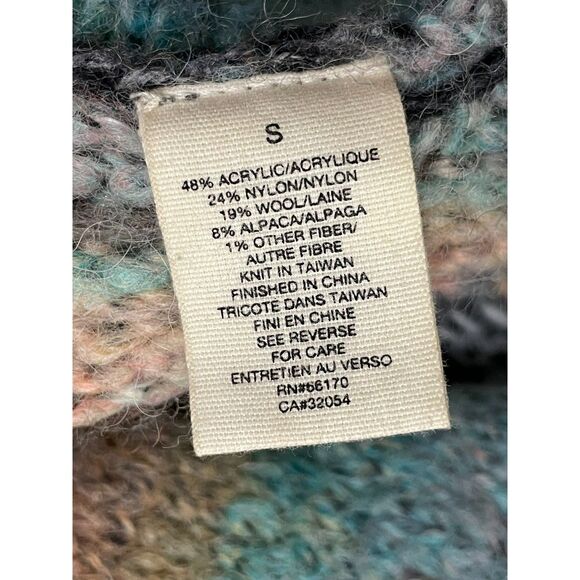 S
48% ACRYLIC/ACRYLIQUE
24% NYLON/NYLON
19% WOOL/LAINE
8% ALPACA/ALPAGA
1% OTHER FIBER/
AUTRE FIBRE
KNIT IN TAIWAN
FINISHED IN CHINA
TRICOTE DANS TAIWAN
FINI EN CHINE
SEE REVERSE
FOR CARE
ENTRETIEN AU VERSO
RN#66170
CA#32054